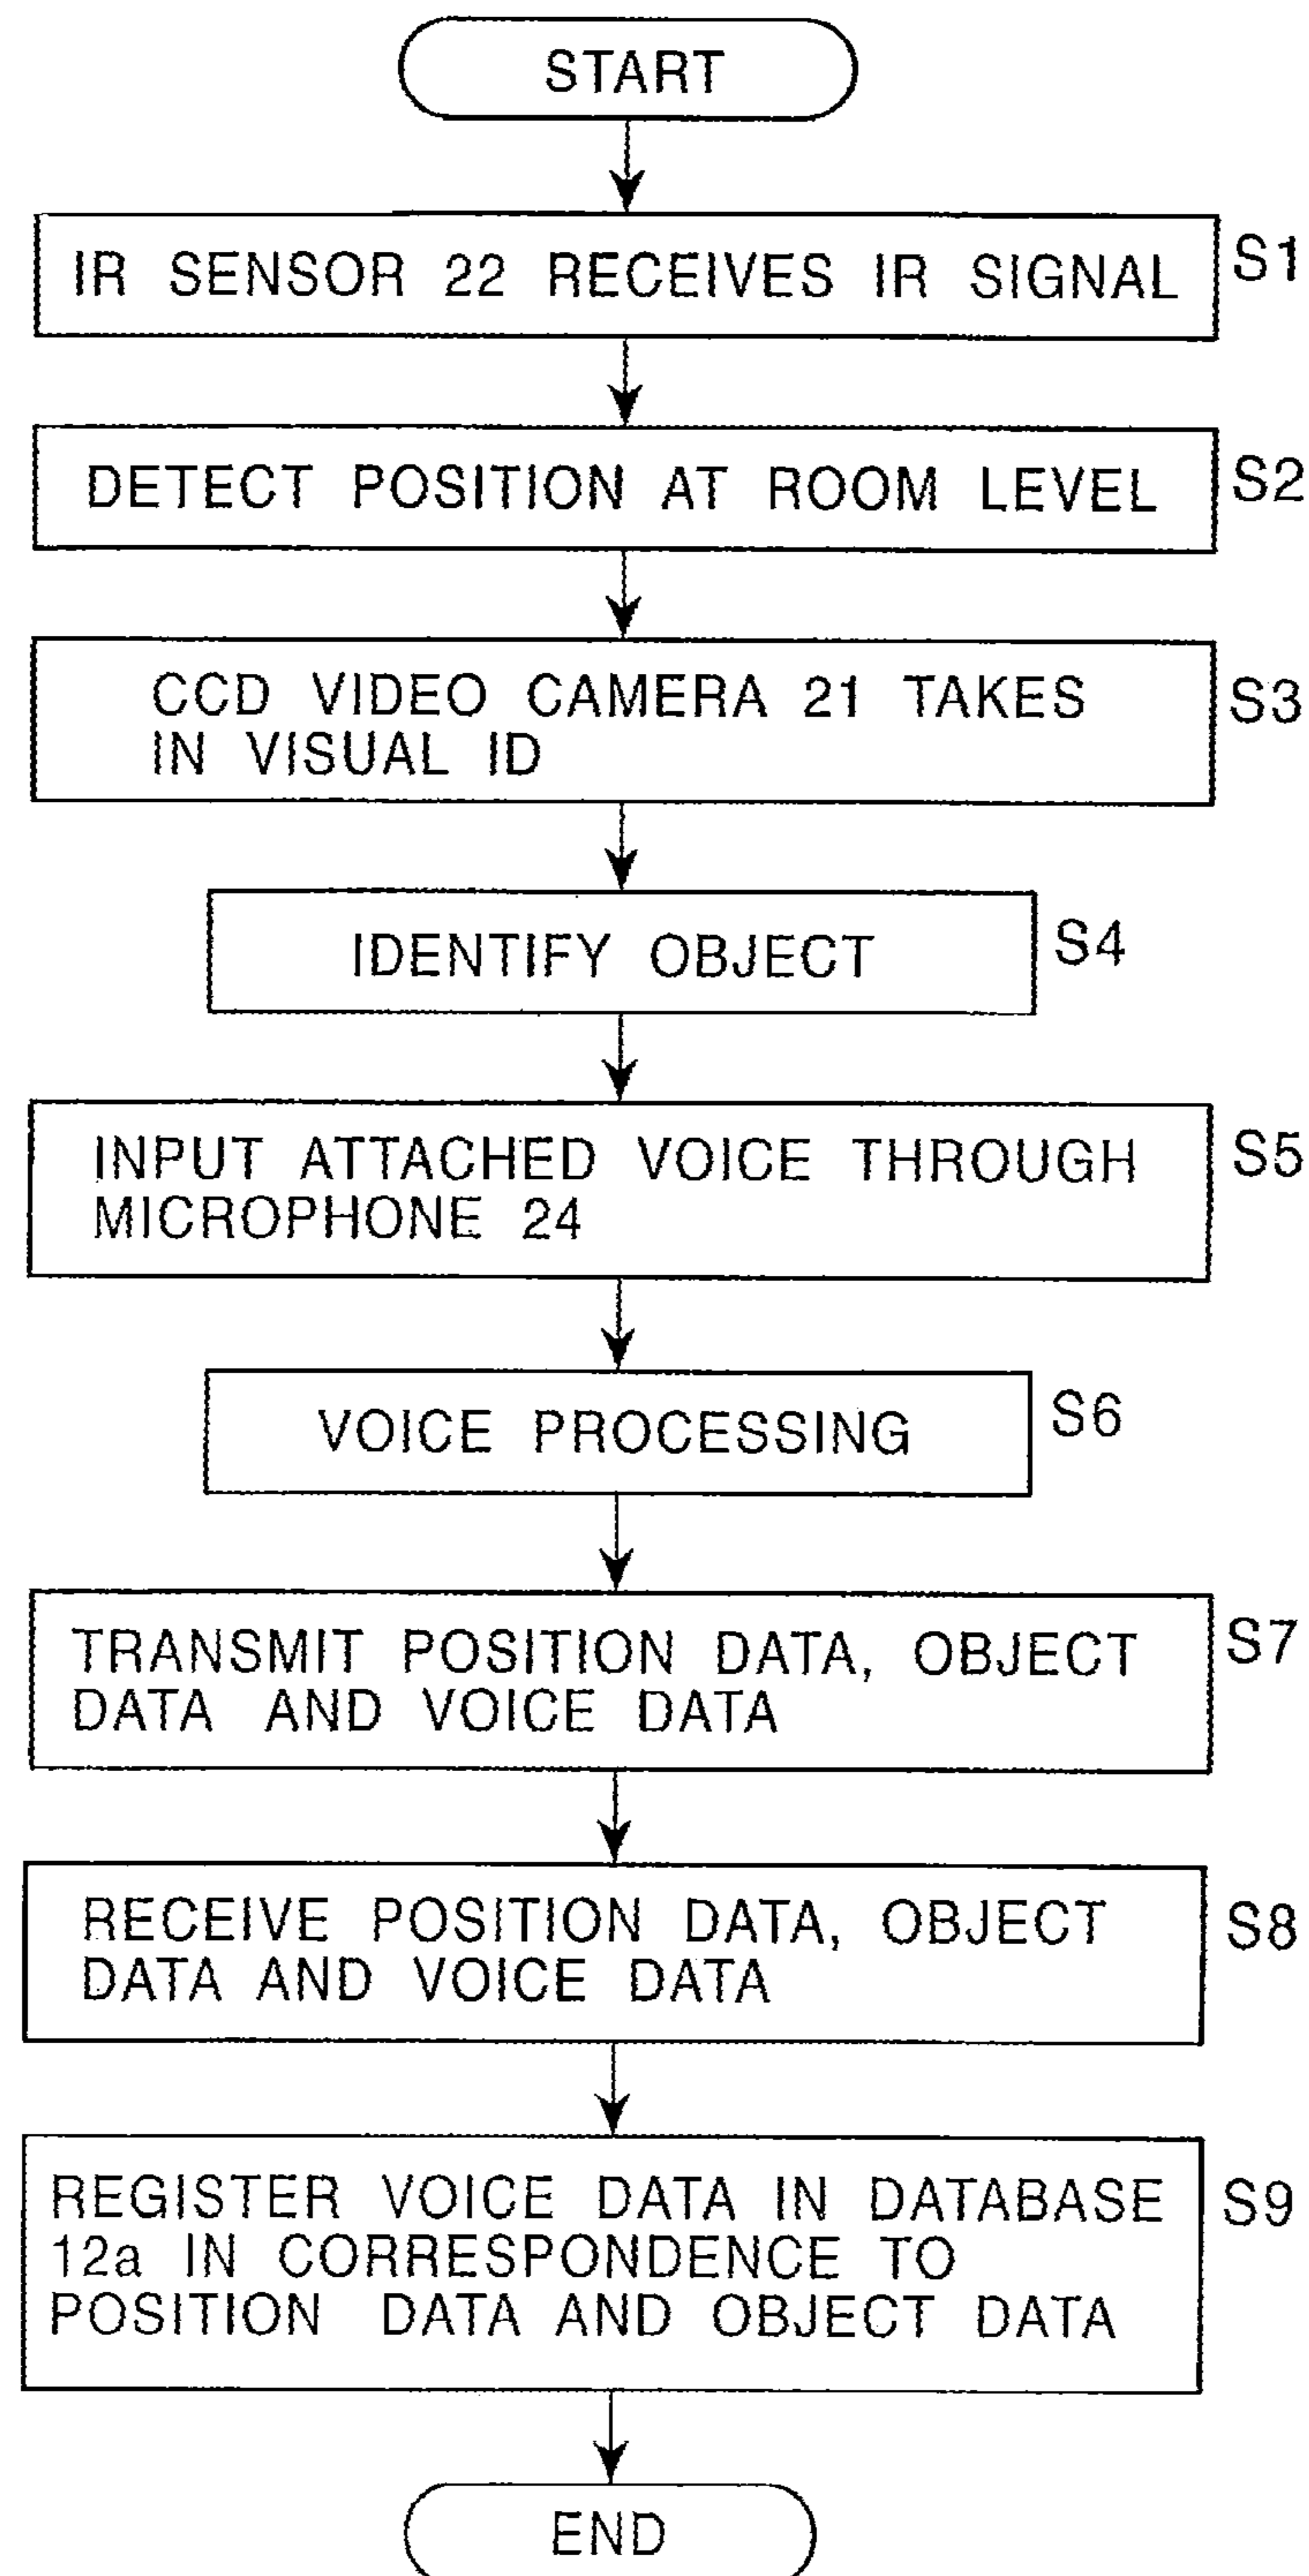 START
IR SENSOR 22 RECEIVES IR SIGNAL
S1
DETECT POSITION AT ROOM LEVEL
S2
CCD VIDEO CAMERA 21 TAKES
IN VISUAL ID
S3
IDENTIFY OBJECT
S4
INPUT ATTACHED VOICE THROUGH
MICROPHONE 24
S5
VOICE PROCESSING
S6
TRANSMIT POSITION DATA, OBJECT
DATA AND VOICE DATA
S7
RECEIVE POSITION DATA, OBJECT
DATA AND VOICE DATA
S8
REGISTER VOICE DATA IN DATABASE
12a IN CORRESPONDENCE TO
POSITION DATA AND OBJECT DATA
S9
END